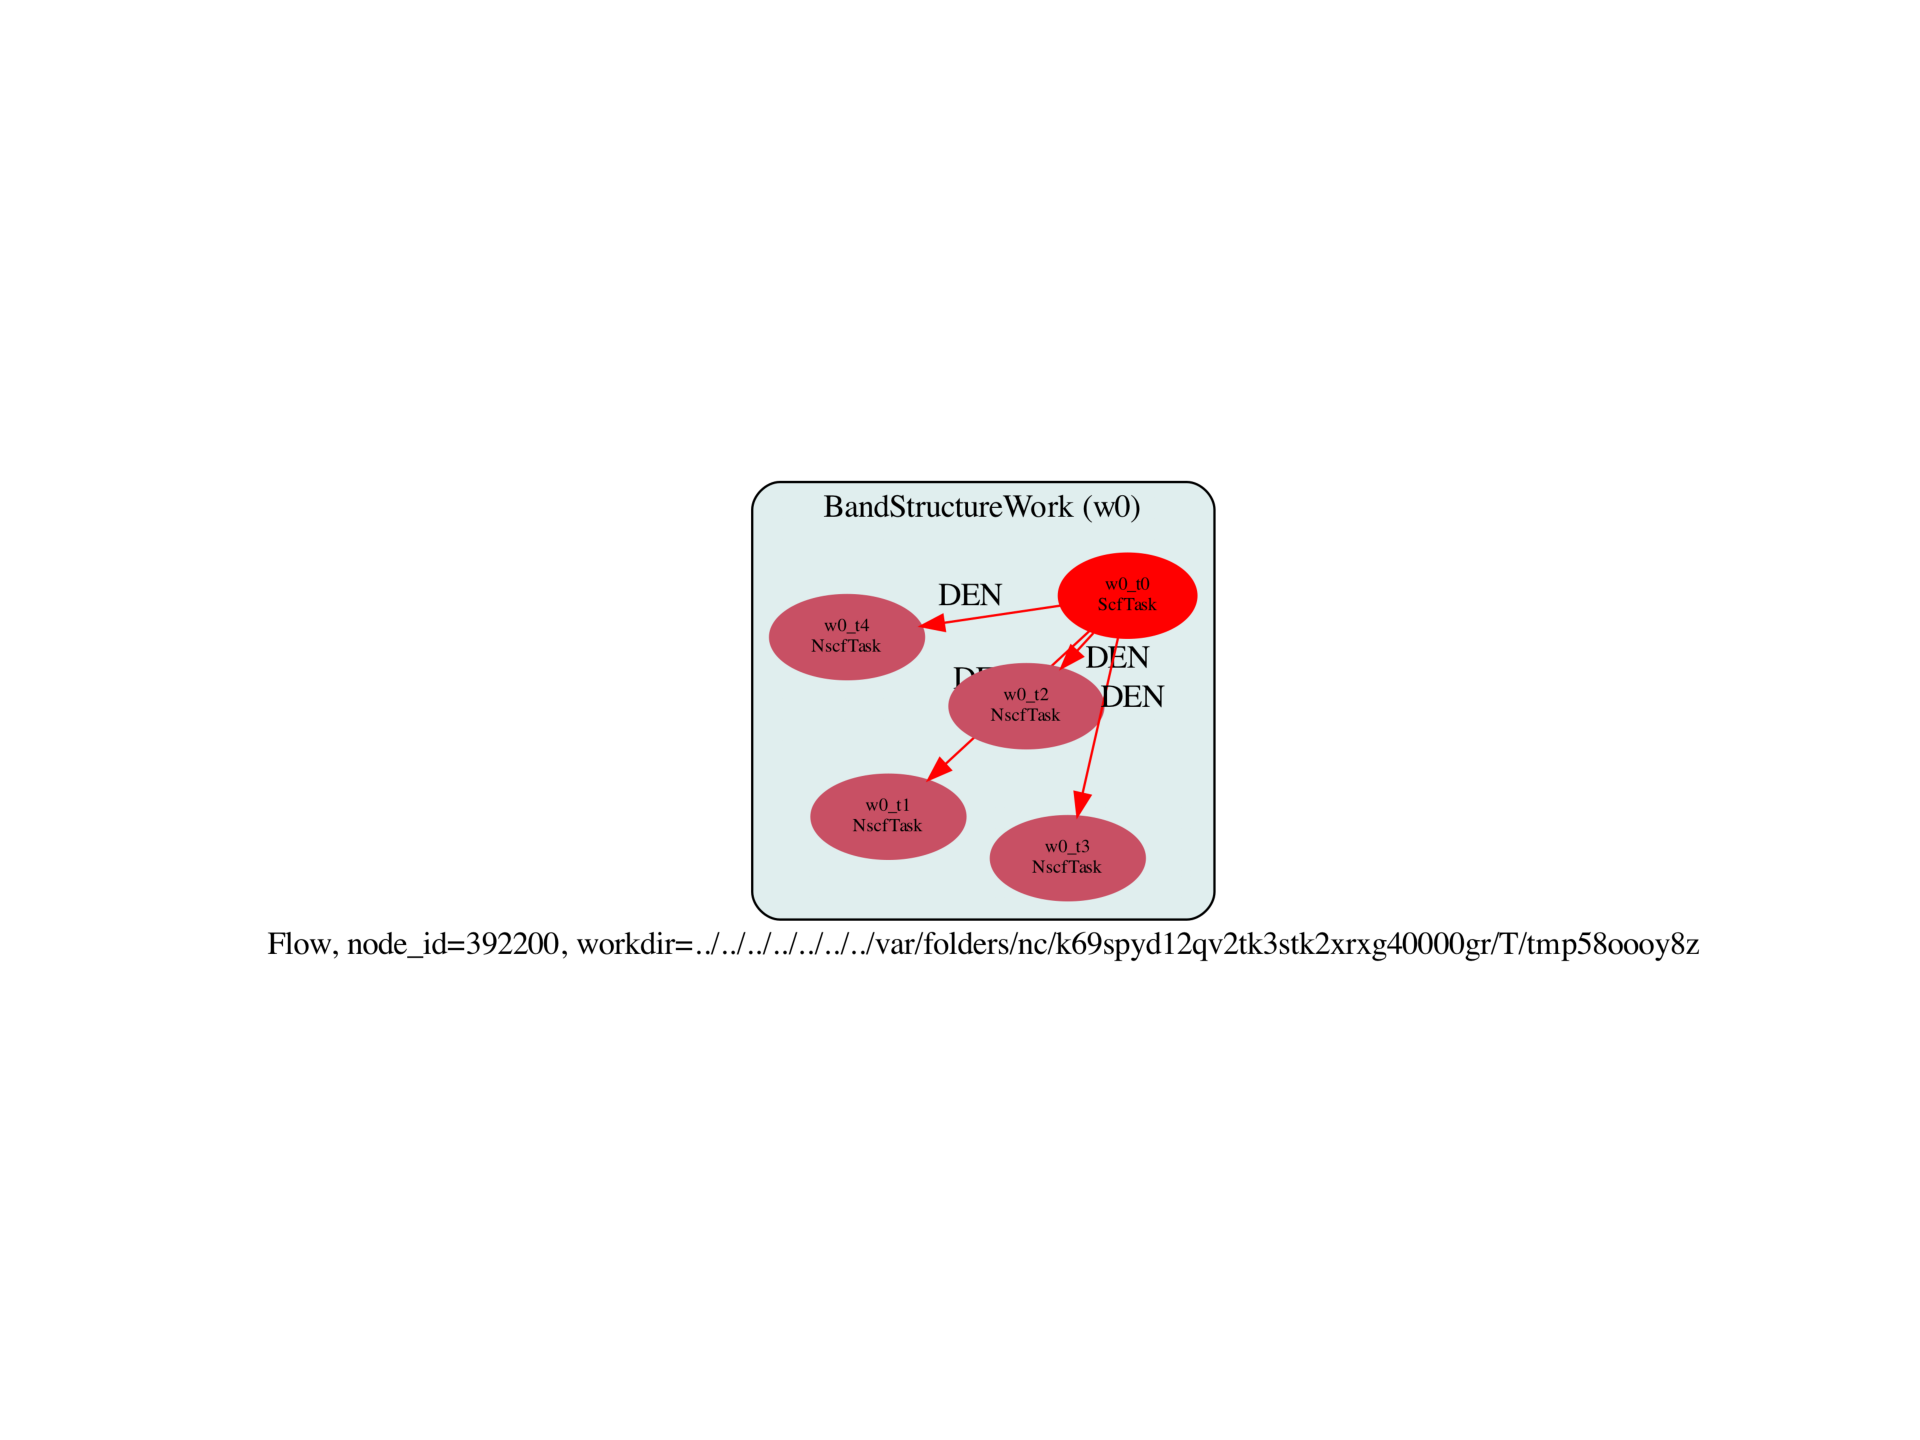 BandStructureWork (w0)
w0_t0
ScfTask
DEN
w0_t4
NscfTask
DEN
w0_t2
NscfTask
DEN
w0_t1
NscfTask
w0_t3
NscfTask
Flow, node_id=392200, workdir=../../../../../../../var/folders/nc/k69spyd12qv2tk3stk2xrxg40000gr/T/tmp58oooy8z